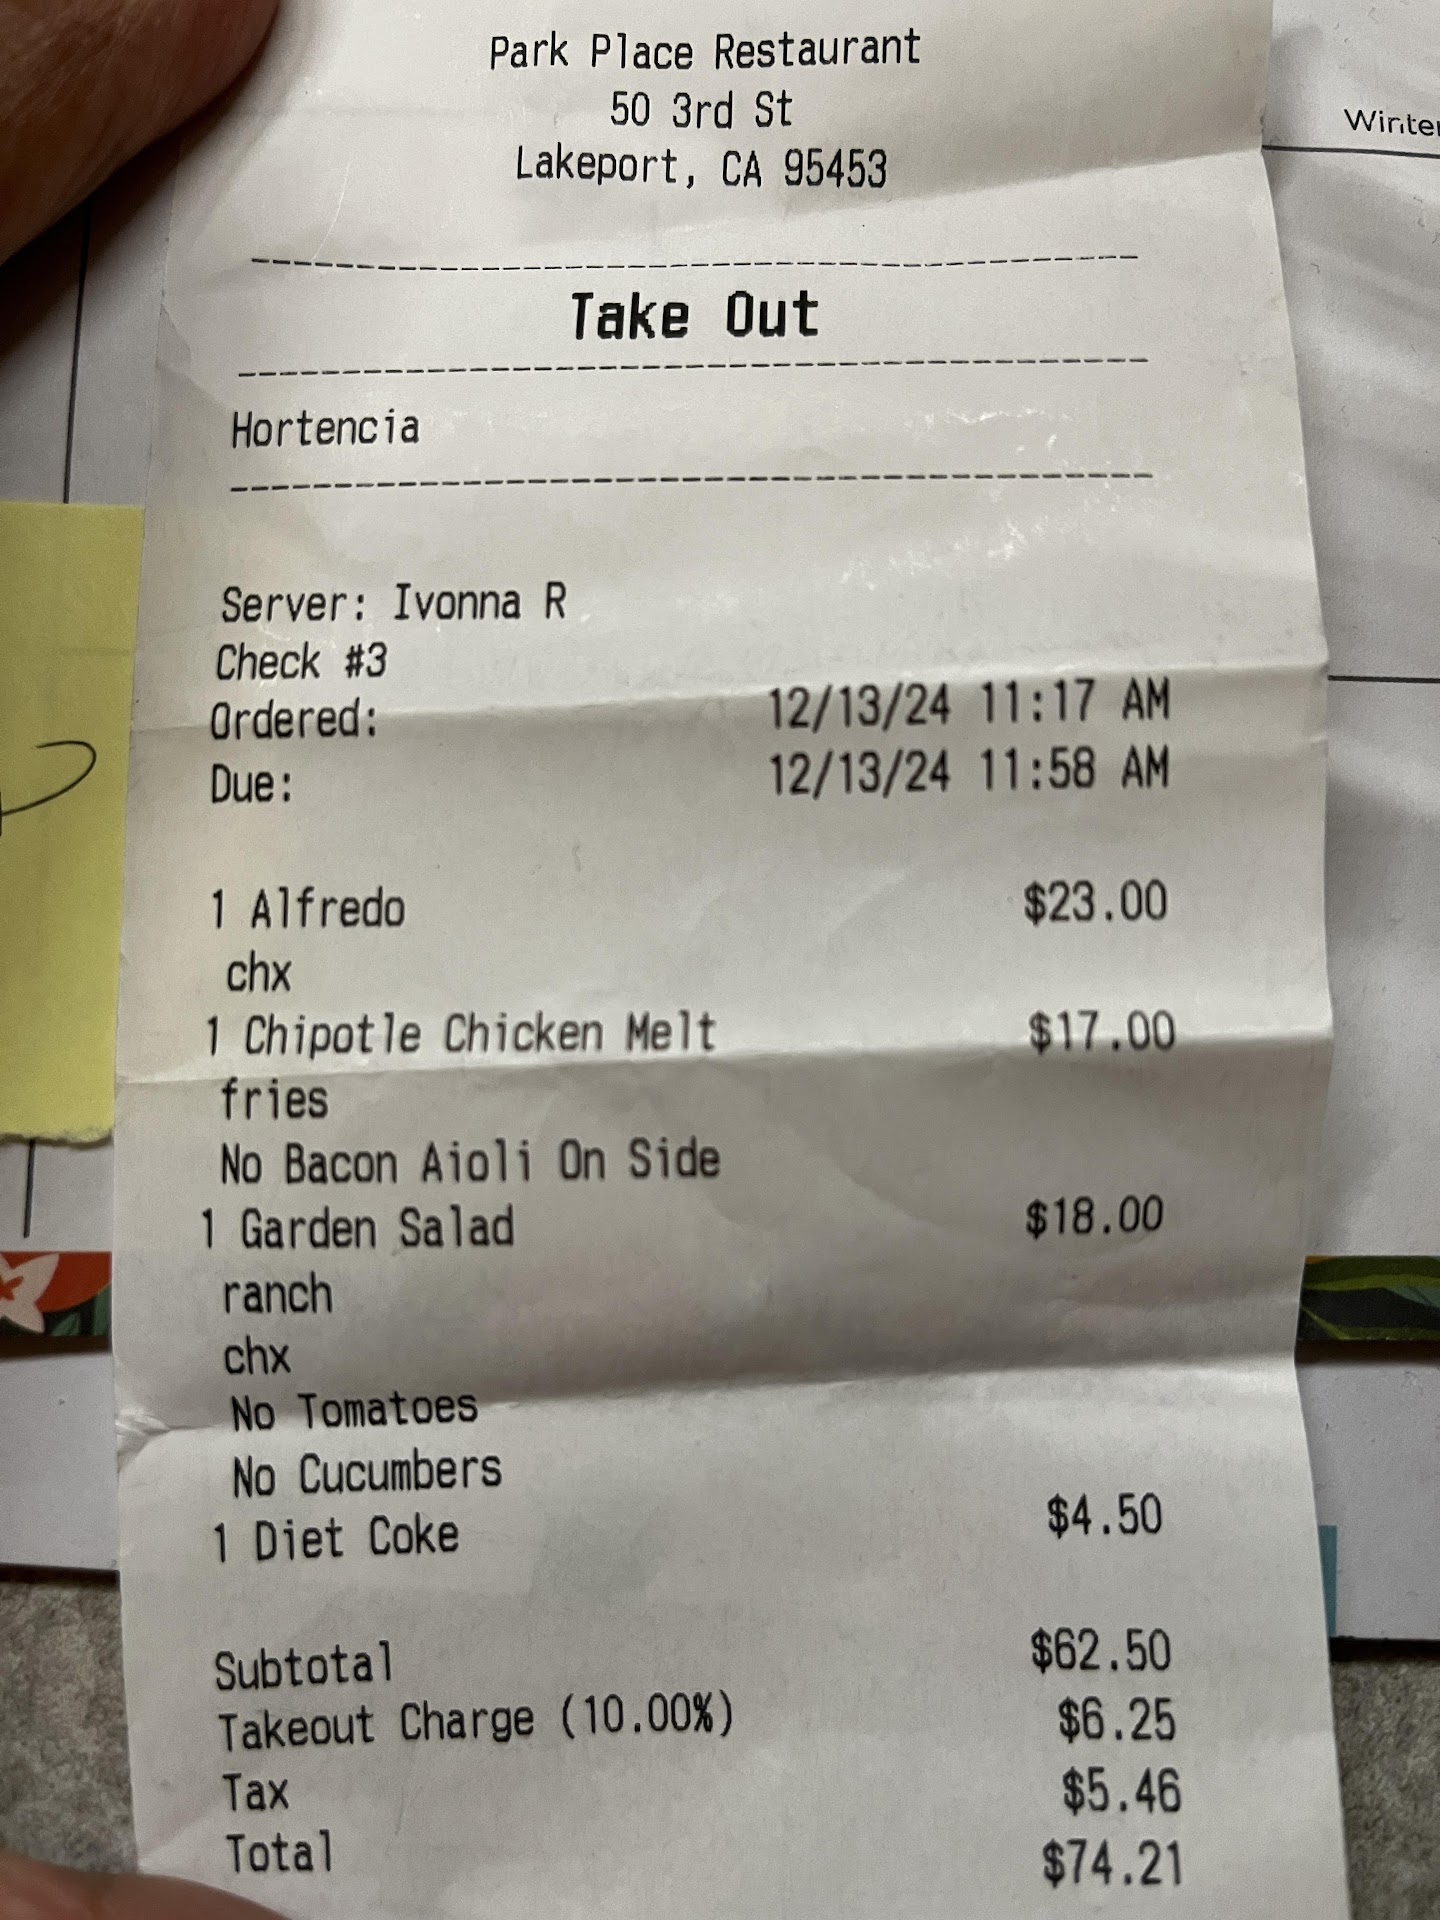 Park Place Restaurant
50 3rd St
Lakeport, CA 95453
Take Out
Hortencia
Server: Ivonna R
Check #3
Ordered: 12/13/24 11:17 AM
Due: 12/13/24 11:58 AM
1 Alfredo $23.00
chx
1 Chipotle Chicken Melt $17.00
fries
No Bacon Aioli On Side
1 Garden Salad $18.00
ranch
chx
No Tomatoes
No Cucumbers
1 Diet Coke $4.50
Subtotal $62.50
Takeout Charge (10.00%) $6.25
Tax $5.46
Total $74.21